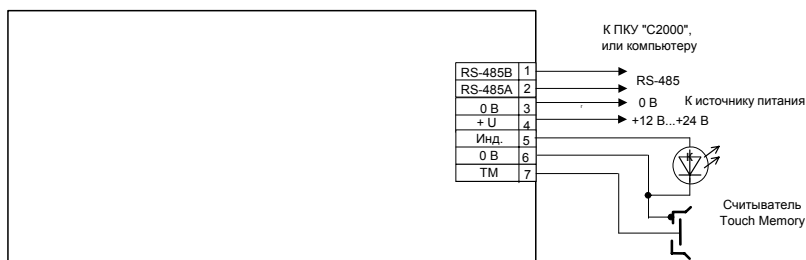 К ПКУ "С2000",
или компьютеру
RS-485B 1
RS-485A 2
RS-485
0 В 3
0 В К источнику питания
+ U 4
+12 В...+24 В
Инд. 5
0 В 6
К
ТМ 7
Считыватель
Touch Memory